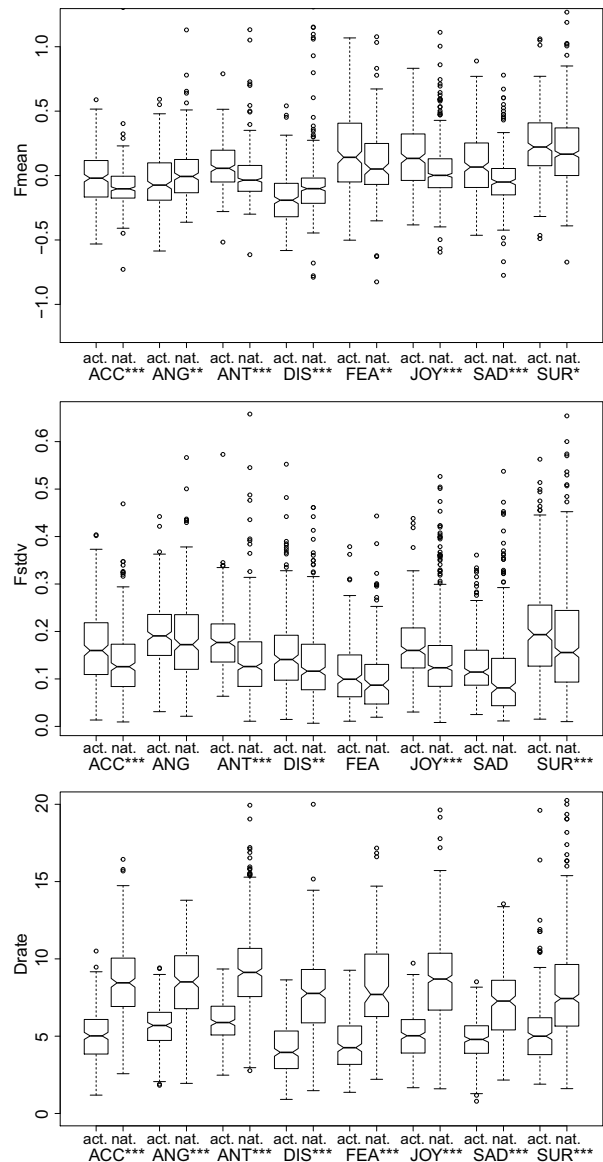 1.0
0.5
0.0
−0.5
−1.0
Fmean
act. nat. act. nat. act. nat. act. nat. act. nat. act. nat. act. nat. act. nat.
ACC*** ANG** ANT*** DIS*** FEA** JOY*** SAD*** SUR*
0.6
0.5
0.4
0.3
0.2
0.1
0.0
Fstdv
act. nat. act. nat. act. nat. act. nat. act. nat. act. nat. act. nat. act. nat.
ACC*** ANG ANT*** DIS** FEA JOY*** SAD SUR***
20
15
10
5
0
Drate
act. nat. act. nat. act. nat. act. nat. act. nat. act. nat. act. nat. act. nat.
ACC*** ANG*** ANT*** DIS*** FEA*** JOY*** SAD*** SUR***